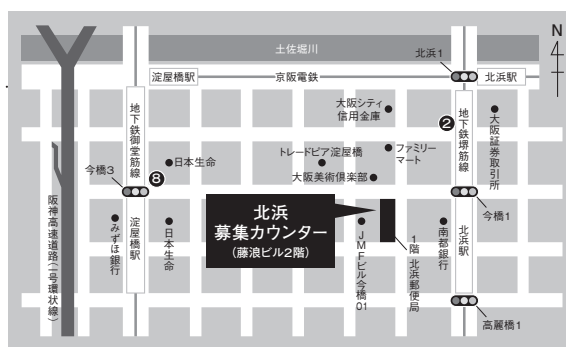 土佐堀川
N
北浜1
淀屋橋駅
京阪電鉄
北浜駅
大阪シティ
信用金庫
地下鉄御堂筋線
2
地下鉄堺筋線
大阪証券取引所
トレードピア淀屋橋
ファミリー
マート
今橋3
日本生命
8
大阪美術倶楽部
阪神高速道路(1号環状線)
みずほ銀行
淀屋橋駅
日本生命
北浜
募集カウンター
(藤浪ビル2階)
JMFビル今橋01
1階 北浜郵便局
南都銀行
北浜駅
今橋1
高麗橋1